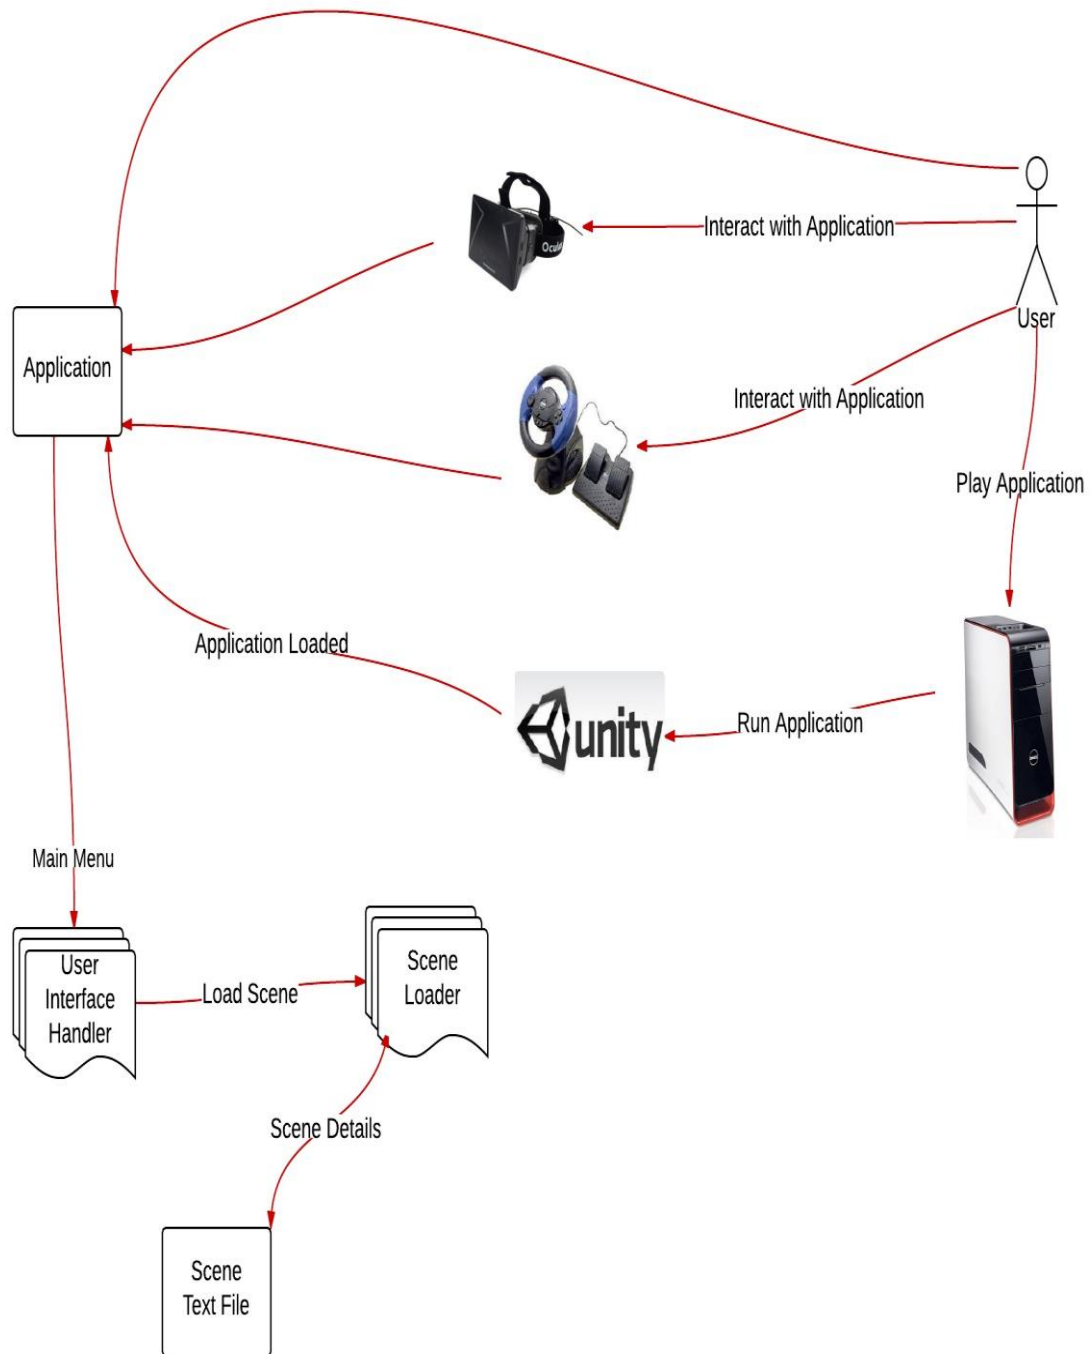 Ocul
Interact with Application
User
Application
Interact with Application
Play Application
Application Loaded
unity
Run Application
Main Menu
User
Interface
Handler
Load Scene
Scene
Loader
Scene Details
Scene
Text File